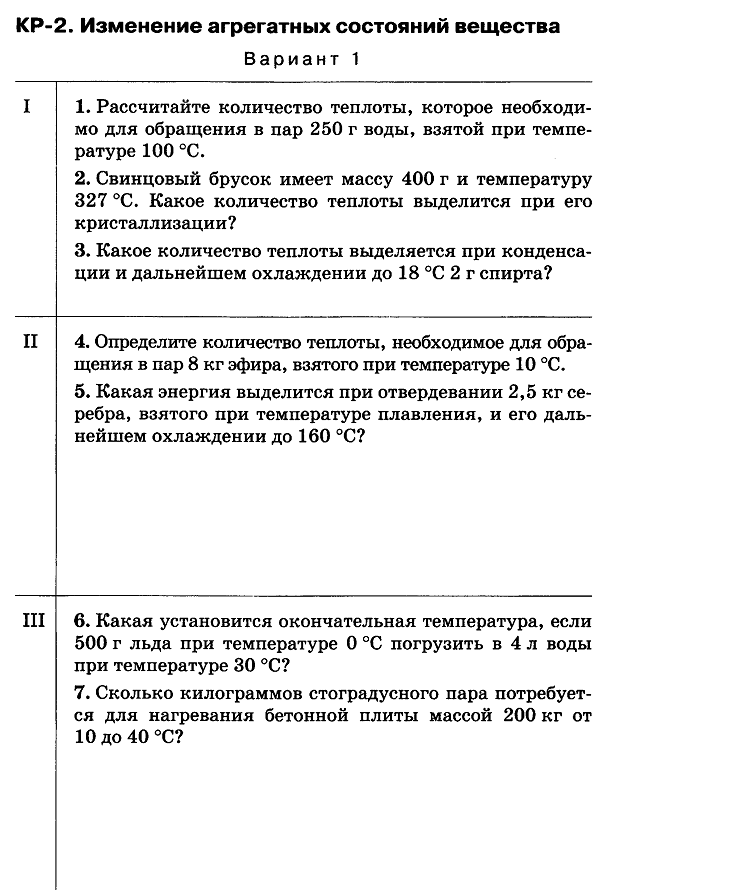 КР-2. Изменение агрегатных состояний вещества
Вариант 1
I
1. Рассчитайте количество теплоты, которое необходи-
мо для обращения в пар 250 г воды, взятой при темпе-
ратуре 100 °С.
2. Свинцовый брусок имеет массу 400 г и температуру
327 °С. Какое количество теплоты выделится при его
кристаллизации?
3. Какое количество теплоты выделяется при конденса-
ции и дальнейшем охлаждении до 18 °С 2 г спирта?
II
4. Определите количество теплоты, необходимое для обра-
щения в пар 8 кг эфира, взятого при температуре 10 °С.
5. Какая энергия выделится при отвердевании 2,5 кг се-
ребра, взятого при температуре плавления, и его даль-
нейшем охлаждении до 160 °С?
III
6. Какая установится окончательная температура, если
500 г льда при температуре 0 °С погрузить в 4 л воды
при температуре 30 °С?
7. Сколько килограммов стоградусного пара потребует-
ся для нагревания бетонной плиты массой 200 кг от
10 до 40 °С?